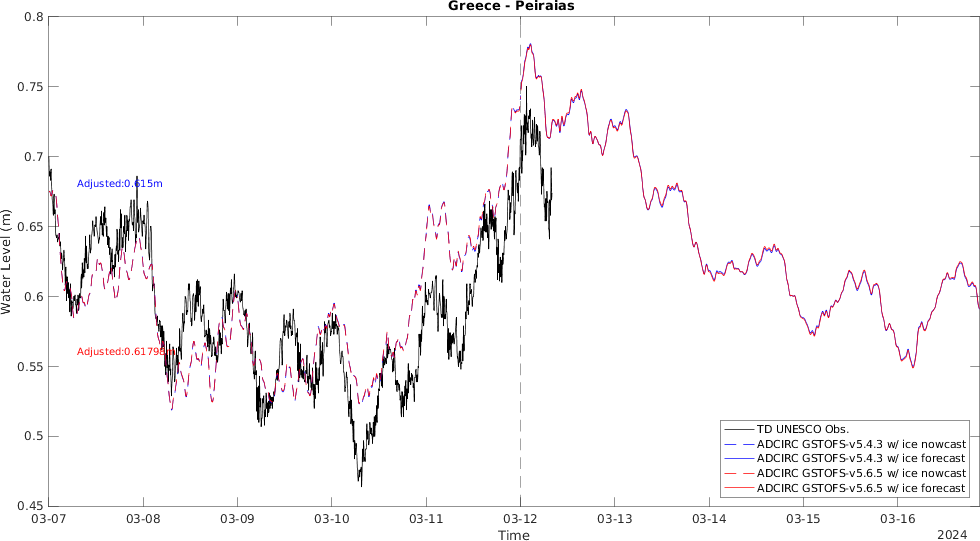 Greece - Peiraias
0.8
0.75
0.7
0.65
0.6
0.55
0.5
0.45
Water Level (m)
Adjusted:0.615m
Adjusted:0.6179
TD UNESCO Obs.
ADCIRC GSTOFS-v5.4.3 w/ ice nowcast
ADCIRC GSTOFS-v5.4.3 w/ ice forecast
ADCIRC GSTOFS-v5.6.5 w/ ice nowcast
ADCIRC GSTOFS-v5.6.5 w/ ice forecast
03-07 03-08 03-09 03-10 03-11 03-12 03-13 03-14 03-15 03-16
Time
2024